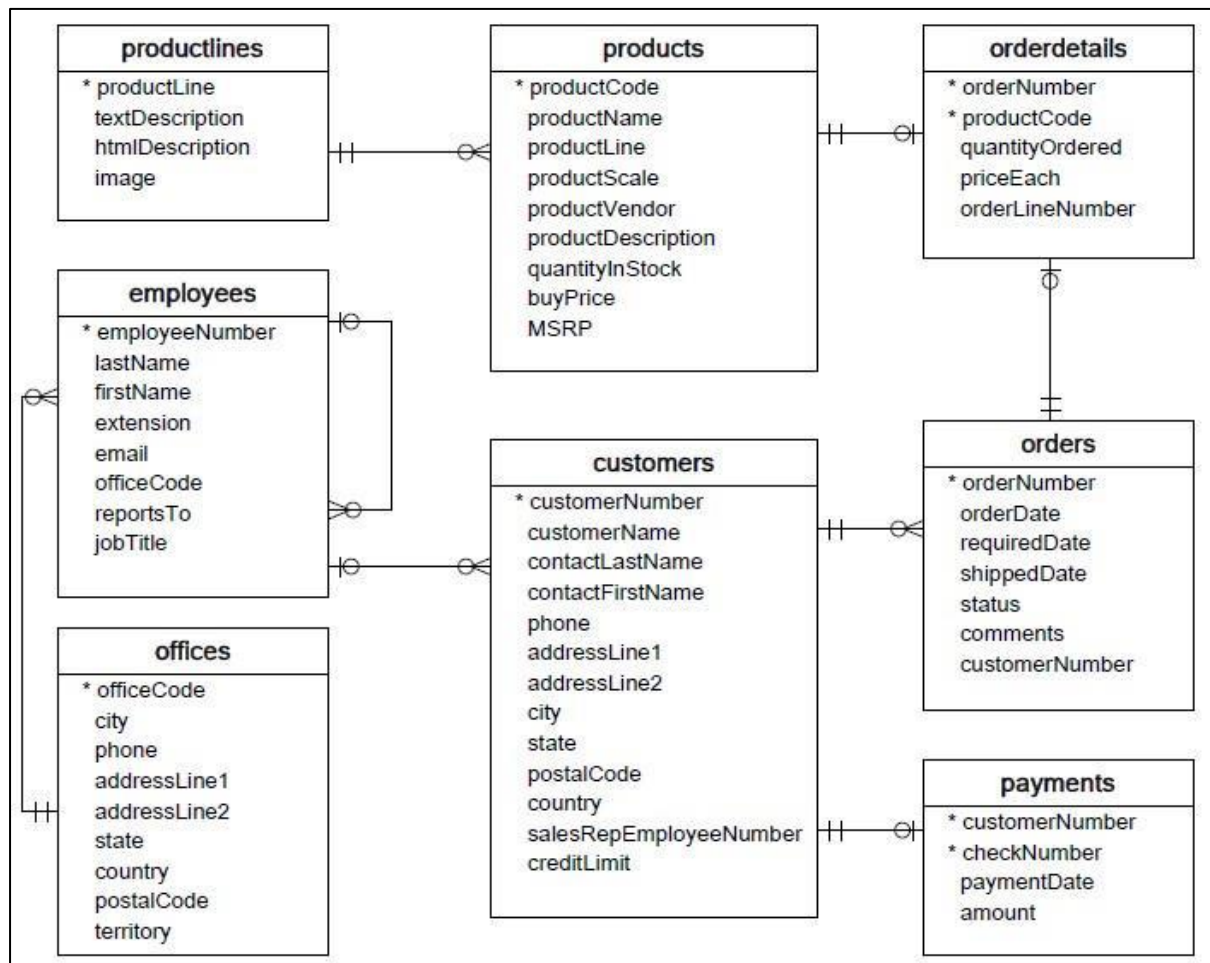 productlines
* productLine
textDescription
htmlDescription
image
products
* productCode
productName
productLine
productScale
productVendor
productDescription
quantityInStock
buyPrice
MSRP
orderdetails
* orderNumber
* productCode
quantityOrdered
priceEach
orderLineNumber
employees
* employeeNumber
lastName
firstName
extension
email
officeCode
reportsTo
jobTitle
customers
* customerNumber
customerName
contactLastName
contactFirstName
phone
addressLine1
addressLine2
city
state
postalCode
country
salesRepEmployeeNumber
creditLimit
orders
* orderNumber
orderDate
requiredDate
shippedDate
status
comments
customerNumber
offices
* officeCode
city
phone
addressLine1
addressLine2
state
country
postalCode
territory
payments
* customerNumber
* checkNumber
paymentDate
amount